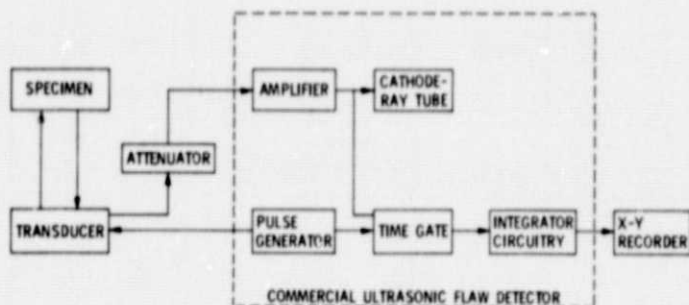 SPECIMEN
AMPLIFIER
CATHODE-
RAY TUBE
ATTENUATOR
TRANSDUCER
PULSE
GENERATOR
TIME GATE
INTEGRATOR
CIRCUITRY
X-Y
RECORDER
COMMERCIAL ULTRASONIC FLAW DETECTOR